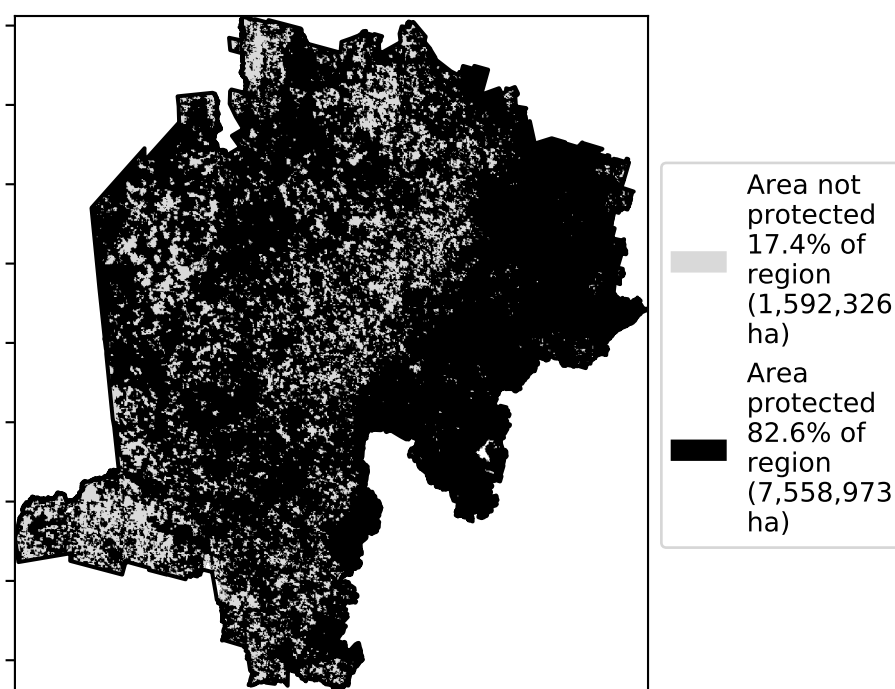 Area not
protected
17.4% of
region
(1,592,326
ha)
Area
protected
82.6% of
region
(7,558,973
ha)